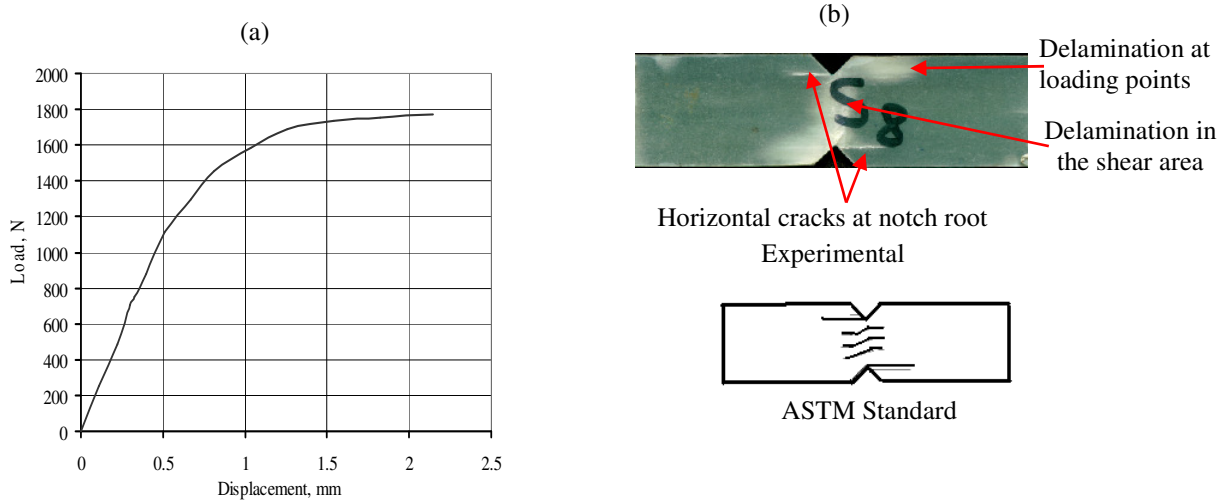 (a)
2000
1800
1600
1400
1200
1000
800
600
400
200
0
Load, N
0 0.5 1 1.5 2 2.5
Displacement, mm
(b)
Delamination at
loading points
S
8
Delamination in
the shear area
Horizontal cracks at notch root
Experimental
ASTM Standard